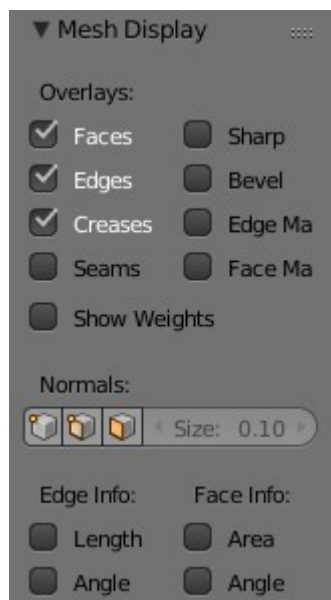 Mesh Display
Overlays:
Faces Sharp
Edges Bevel
Creases Edge Ma
Seams Face Ma
Show Weights
Normals:
Size: 0.10
Edge Info: Face Info:
Length Area
Angle Angle